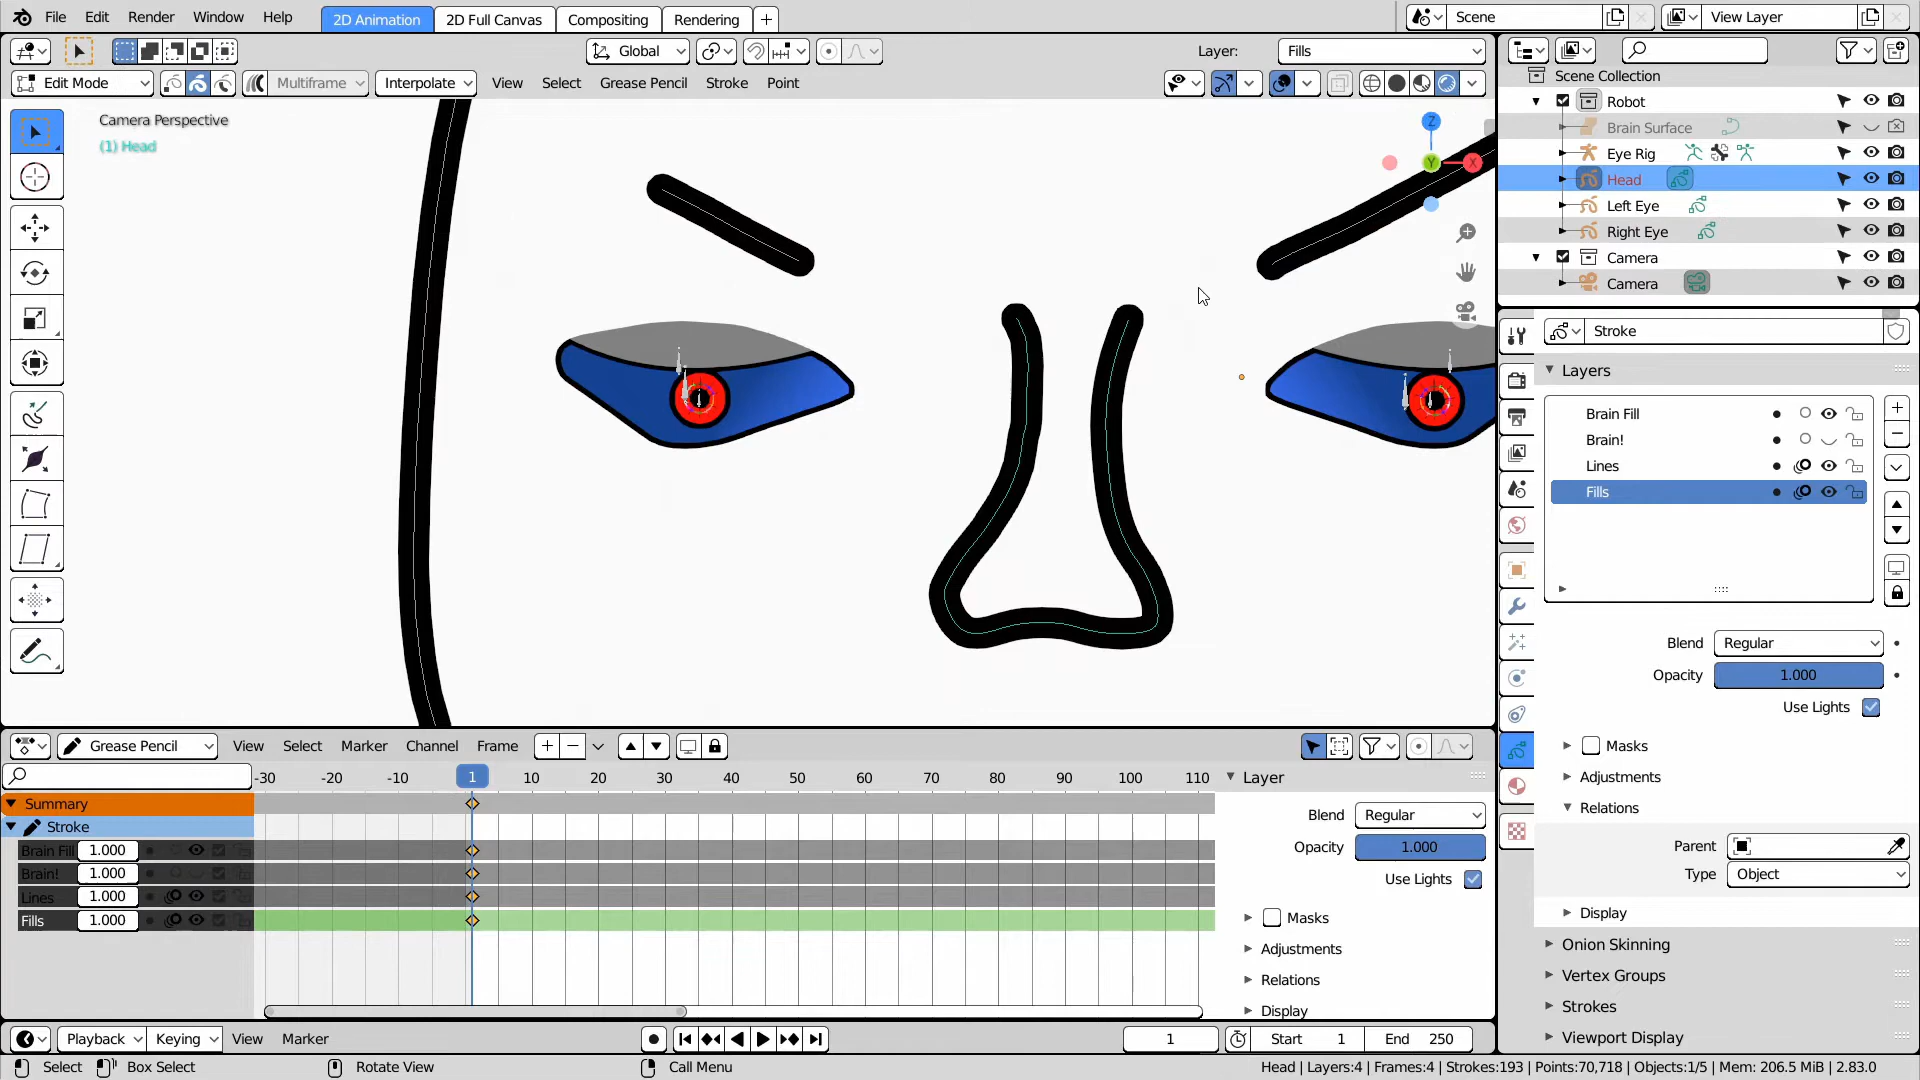 File Edit Render Window Help 2D Animation 2D Full Canvas Compositing Rendering + Scene View Layer
Global Layer: Fills
Edit Mode Multiframe Interpolate View Select Grease Pencil Stroke Point
Camera Perspective
(1) Head
Z
Y
X
Scene Collection
Robot
Brain Surface
Eye Rig
Head
Left Eye
Right Eye
Camera
Camera
Stroke
Layers
Brain Fill
Brain!
Lines
Fills
Blend Regular
Opacity 1.000
Use Lights
Masks
Adjustments
Relations
Parent
Type Object
Display
Onion Skinning
Vertex Groups
Strokes
Viewport Display
Grease Pencil View Select Marker Channel Frame
-30 -20 -10 1 10 20 30 40 50 60 70 80 90 100 110
Summary
Stroke
Brain Fill 1.000
Brain! 1.000
Lines 1.000
Fills 1.000
Layer
Blend Regular
Opacity 1.000
Use Lights
Masks
Adjustments
Relations
Display
Playback Keying View Marker 1 Start 1 End 250
Select Box Select Rotate View Call Menu Head | Layers:4 | Frames:4 | Strokes:193 | Points:70,718 | Objects:1/5 | Mem: 206.5 MiB | 2.83.0